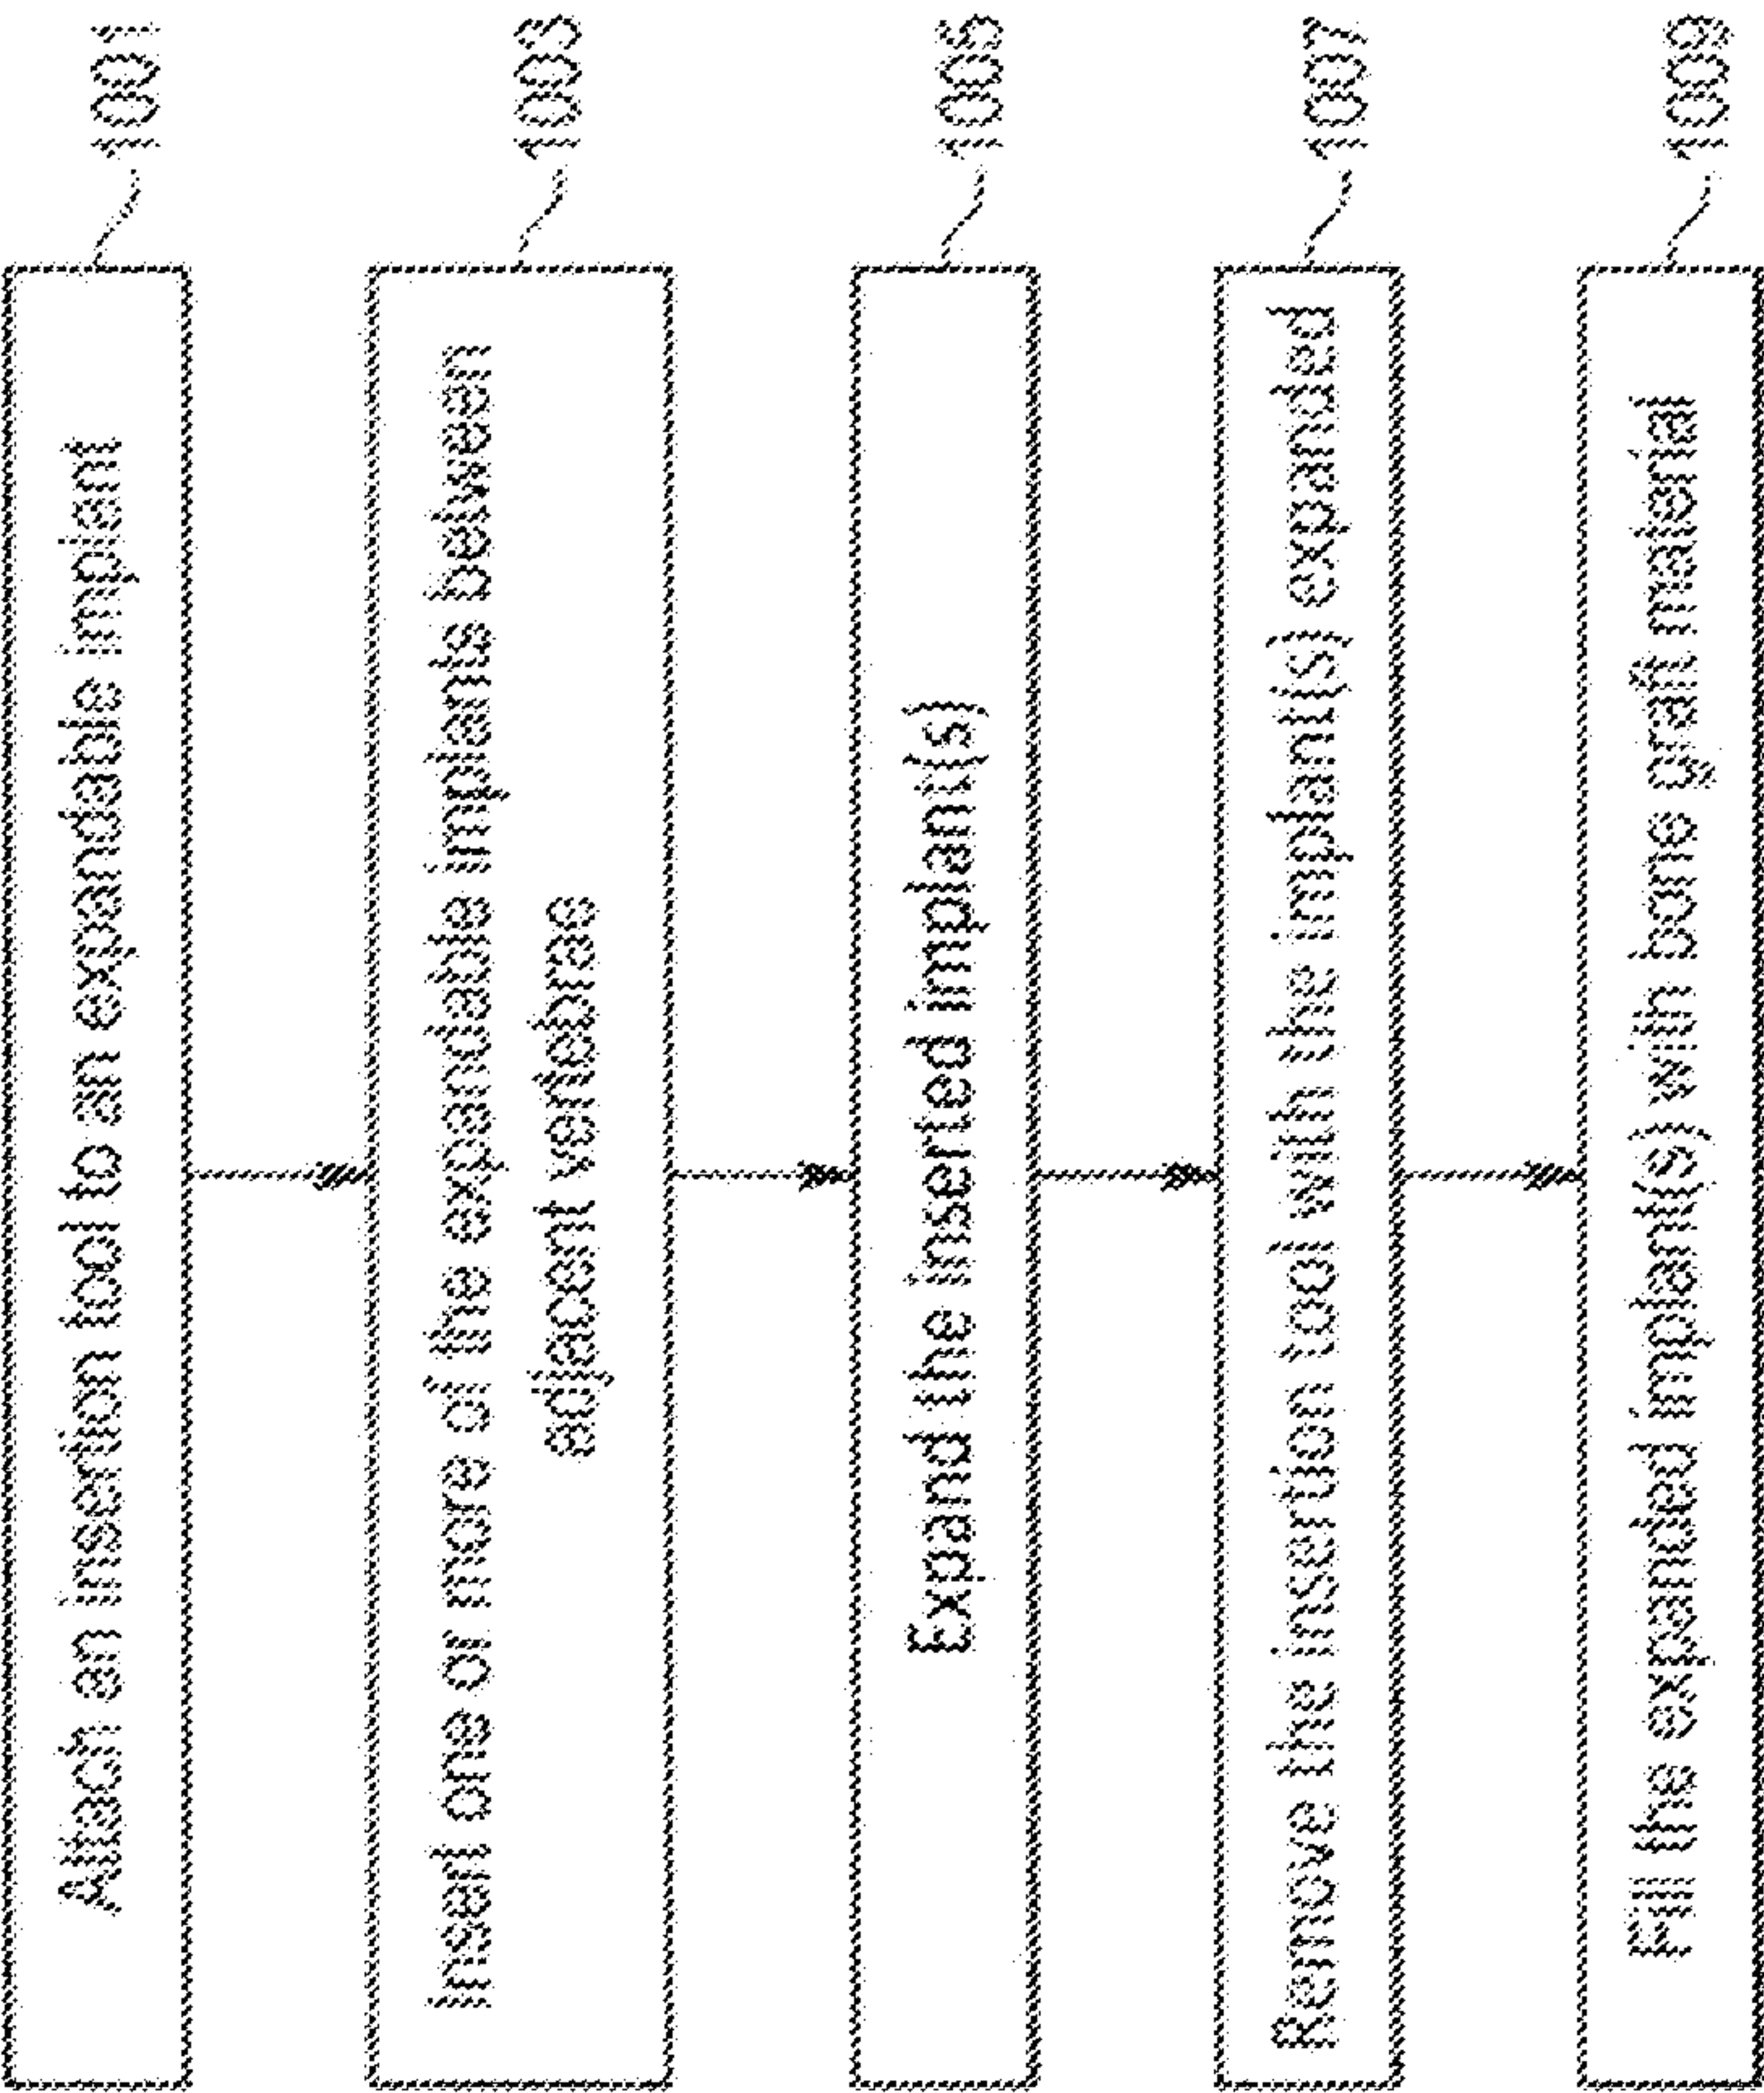 Attach an insertion tool to an expandable implant
1001
Insert one or more of the expandable implants between
adjacent vertebrae
1003
Expand the inserted implant(s)
1005
Remove the insertion tool with the implant(s) expanded
1007
Fill the expanded implant(s) with bone graft material
1009